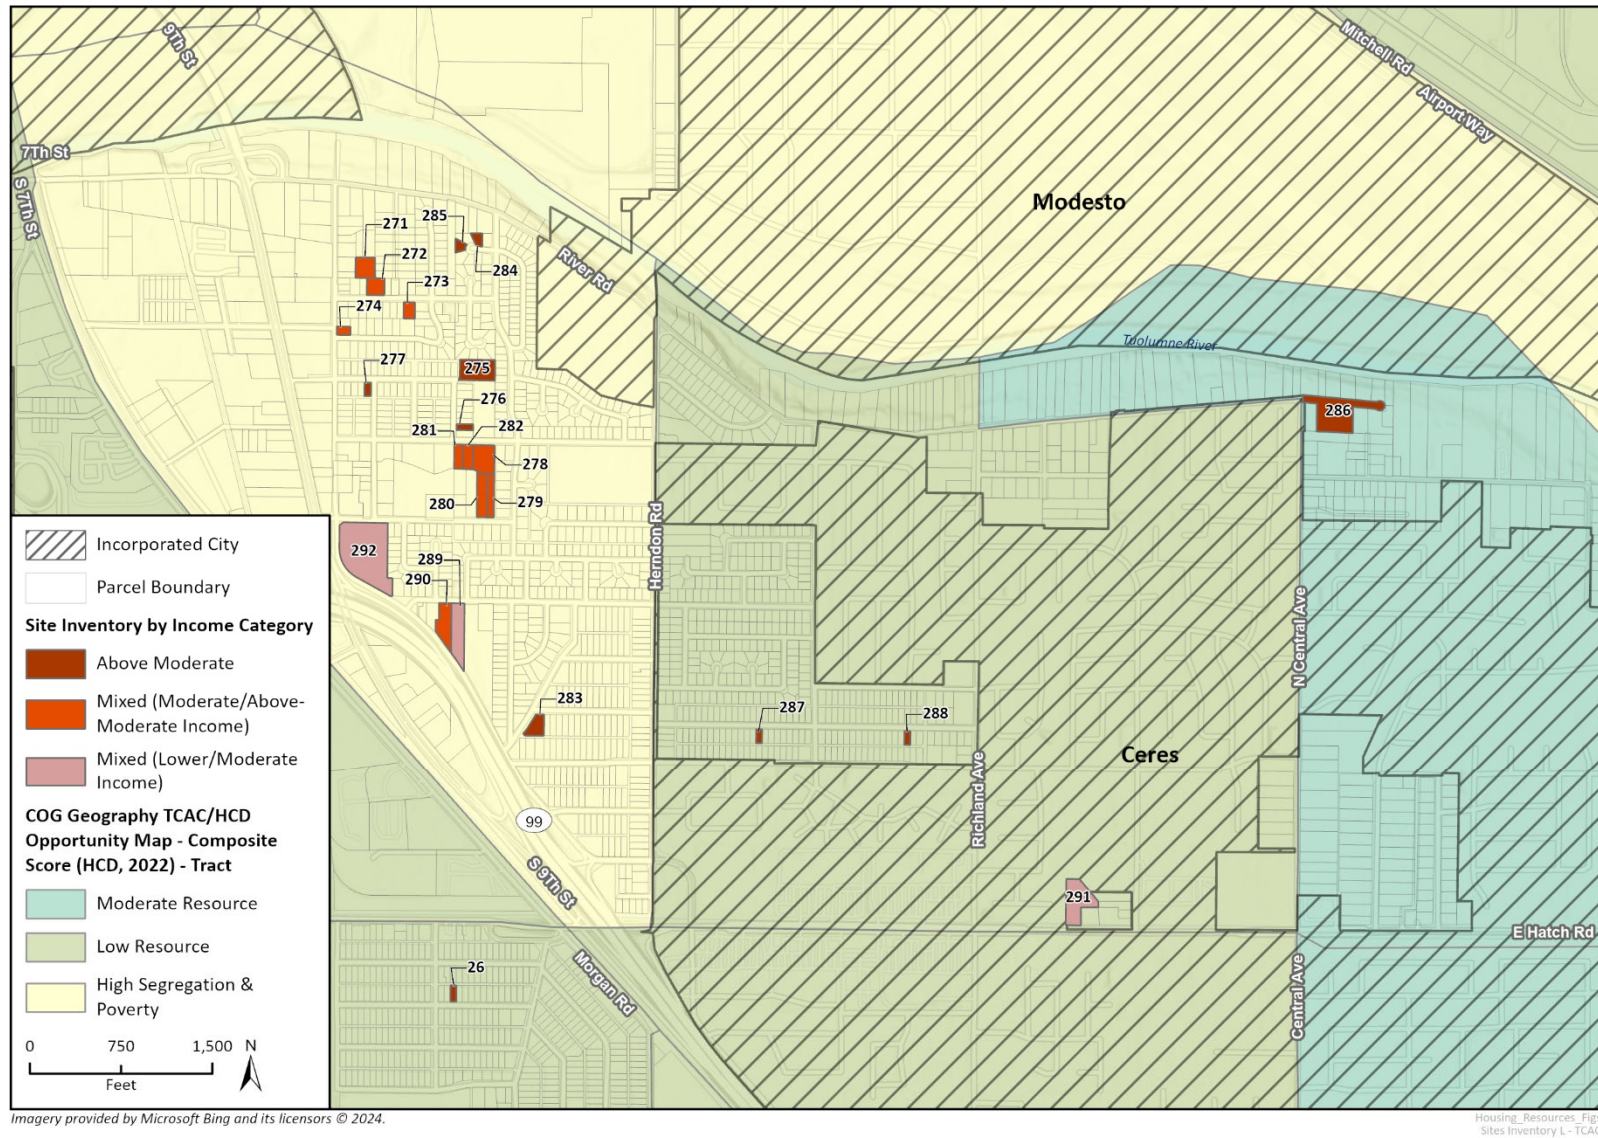 9Th St
Mitchell Rd
Airport Way
7Th St
S 7Th St
Modesto
271
285
272
284
273
274
River Rd
277
275
276
281
282
278
280
279
Tuolumne River
286
292
289
290
Herndon Rd
N Central Ave
283
287
288
Ceres
Richland Ave
99
S 9Th St
291
E Hatch Rd
26
Morgan Rd
Central Ave
Incorporated City
Parcel Boundary
Site Inventory by Income Category
Above Moderate
Mixed (Moderate/Above-
Moderate Income)
Mixed (Lower/Moderate
Income)
COG Geography TCAC/HCD
Opportunity Map - Composite
Score (HCD, 2022) - Tract
Moderate Resource
Low Resource
High Segregation &
Poverty
0 750 1,500 N
Feet
Imagery provided by Microsoft Bing and its licensors © 2024.
Housing_Resources_Figs
Sites Inventory L - TCAC